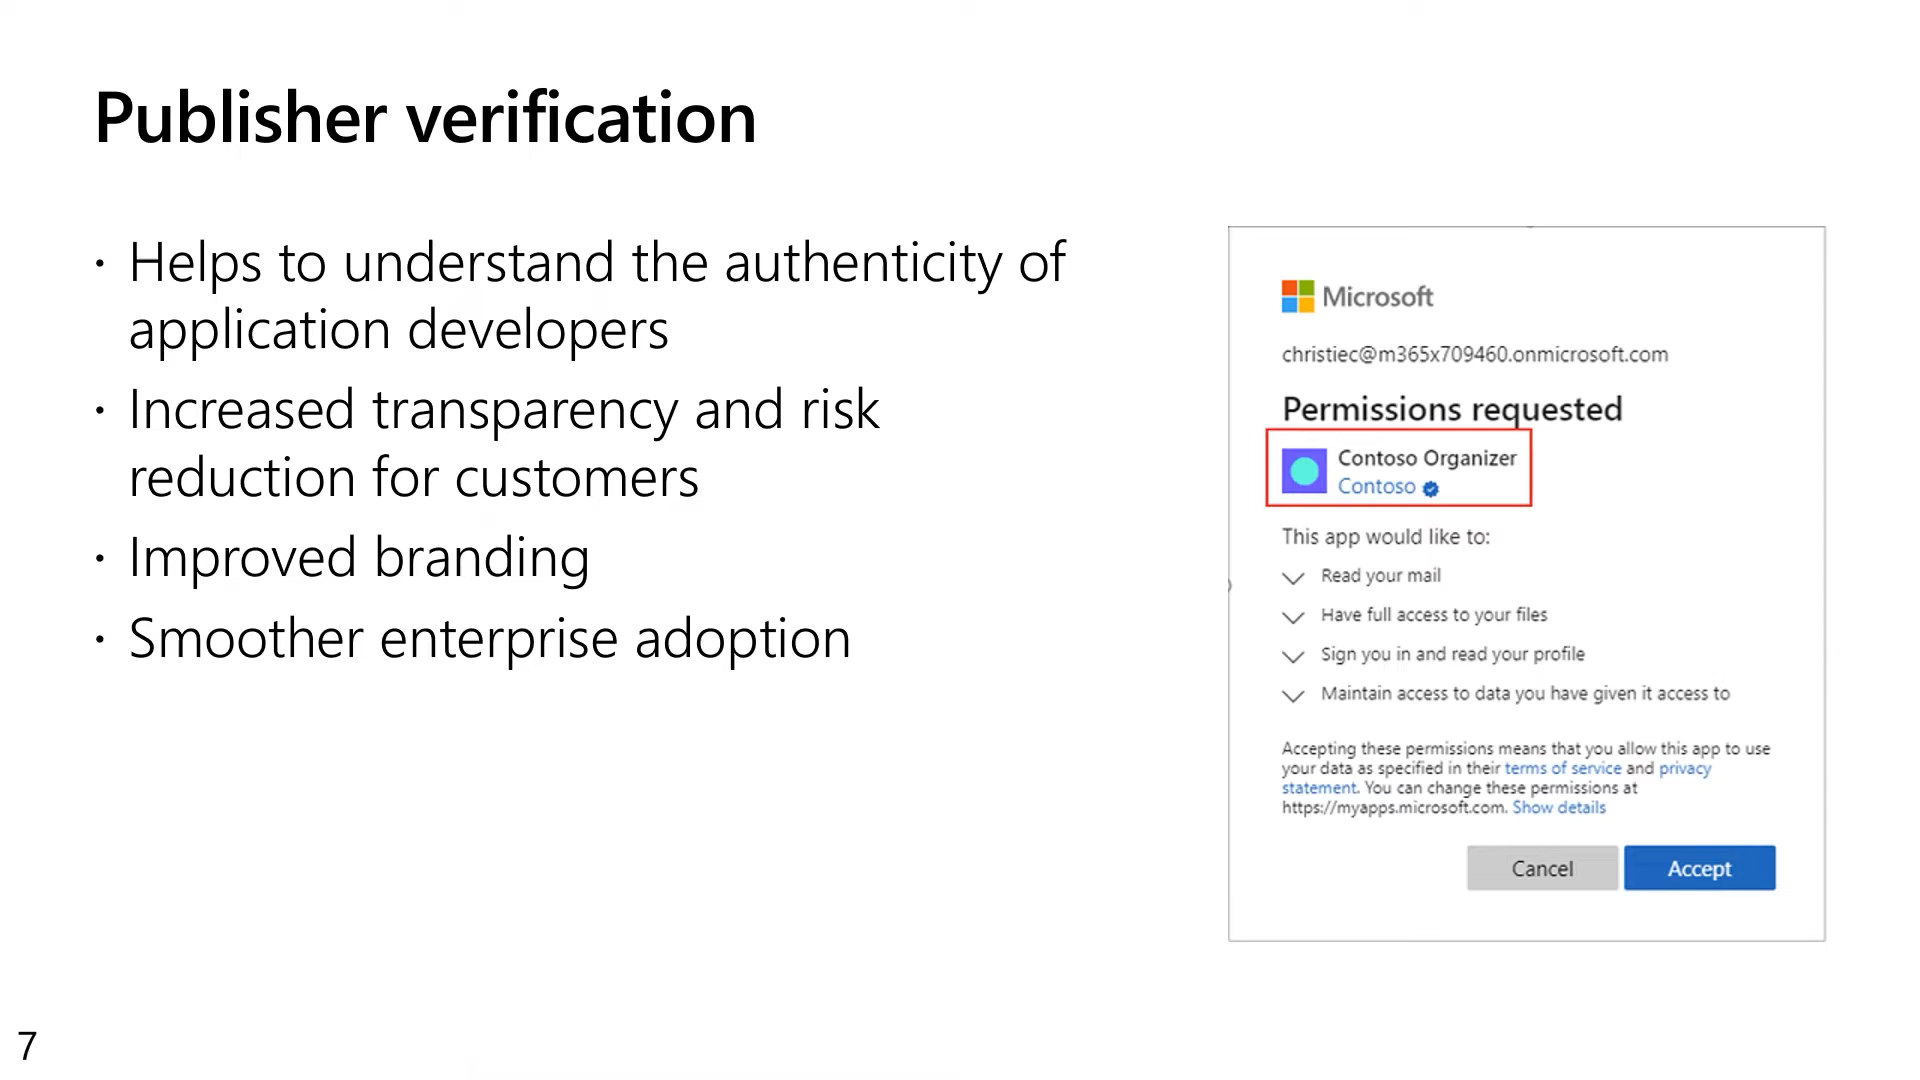 Publisher verification
· Helps to understand the authenticity of
application developers
· Increased transparency and risk
reduction for customers
· Improved branding
· Smoother enterprise adoption
Microsoft
christiec@m365x709460.onmicrosoft.com
Permissions requested
Contoso Organizer
Contoso
This app would like to:
Read your mail
Have full access to your files
Sign you in and read your profile
Maintain access to data you have given it access to
Accepting these permissions means that you allow this app to use
your data as specified in their terms of service and privacy
statement. You can change these permissions at
https://myapps.microsoft.com. Show details
Cancel
Accept
7